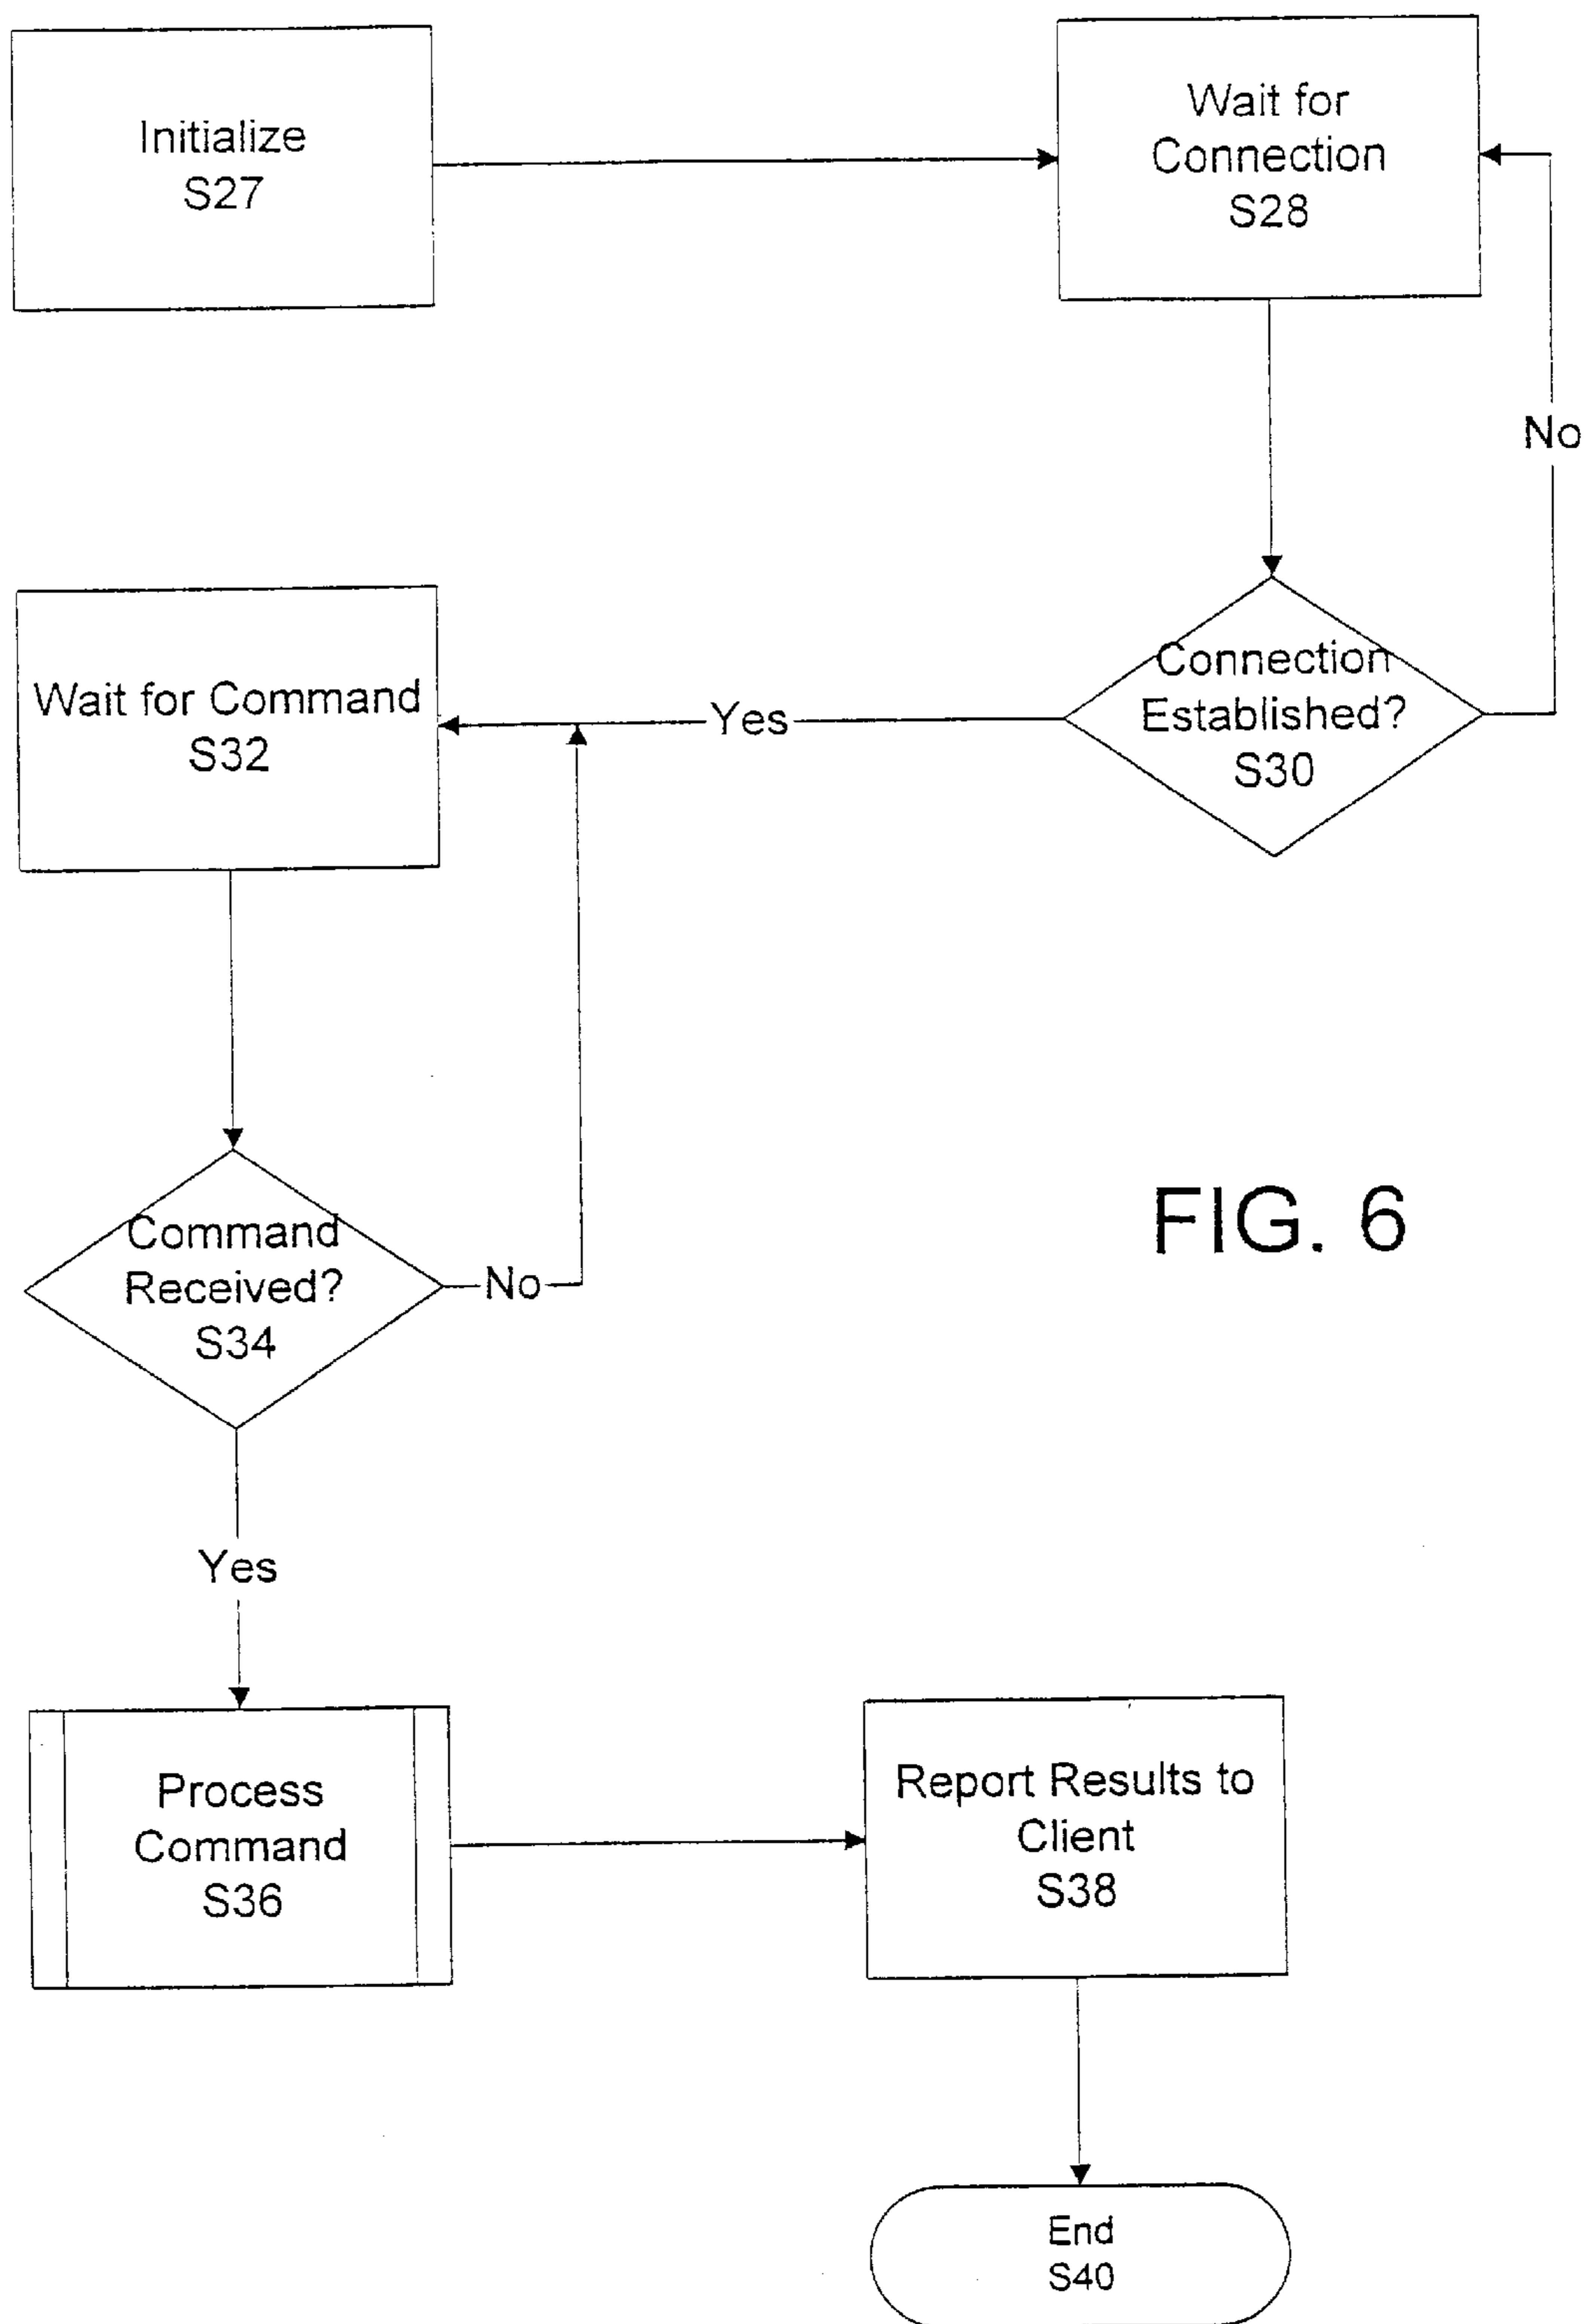 Initialize
S27
Wait for
Connection
S28
No
Connection
Established?
S30
Yes
Wait for Command
S32
Command
Received?
S34
No
FIG. 6
Yes
Process
Command
S36
Report Results to
Client
S38
End
S40